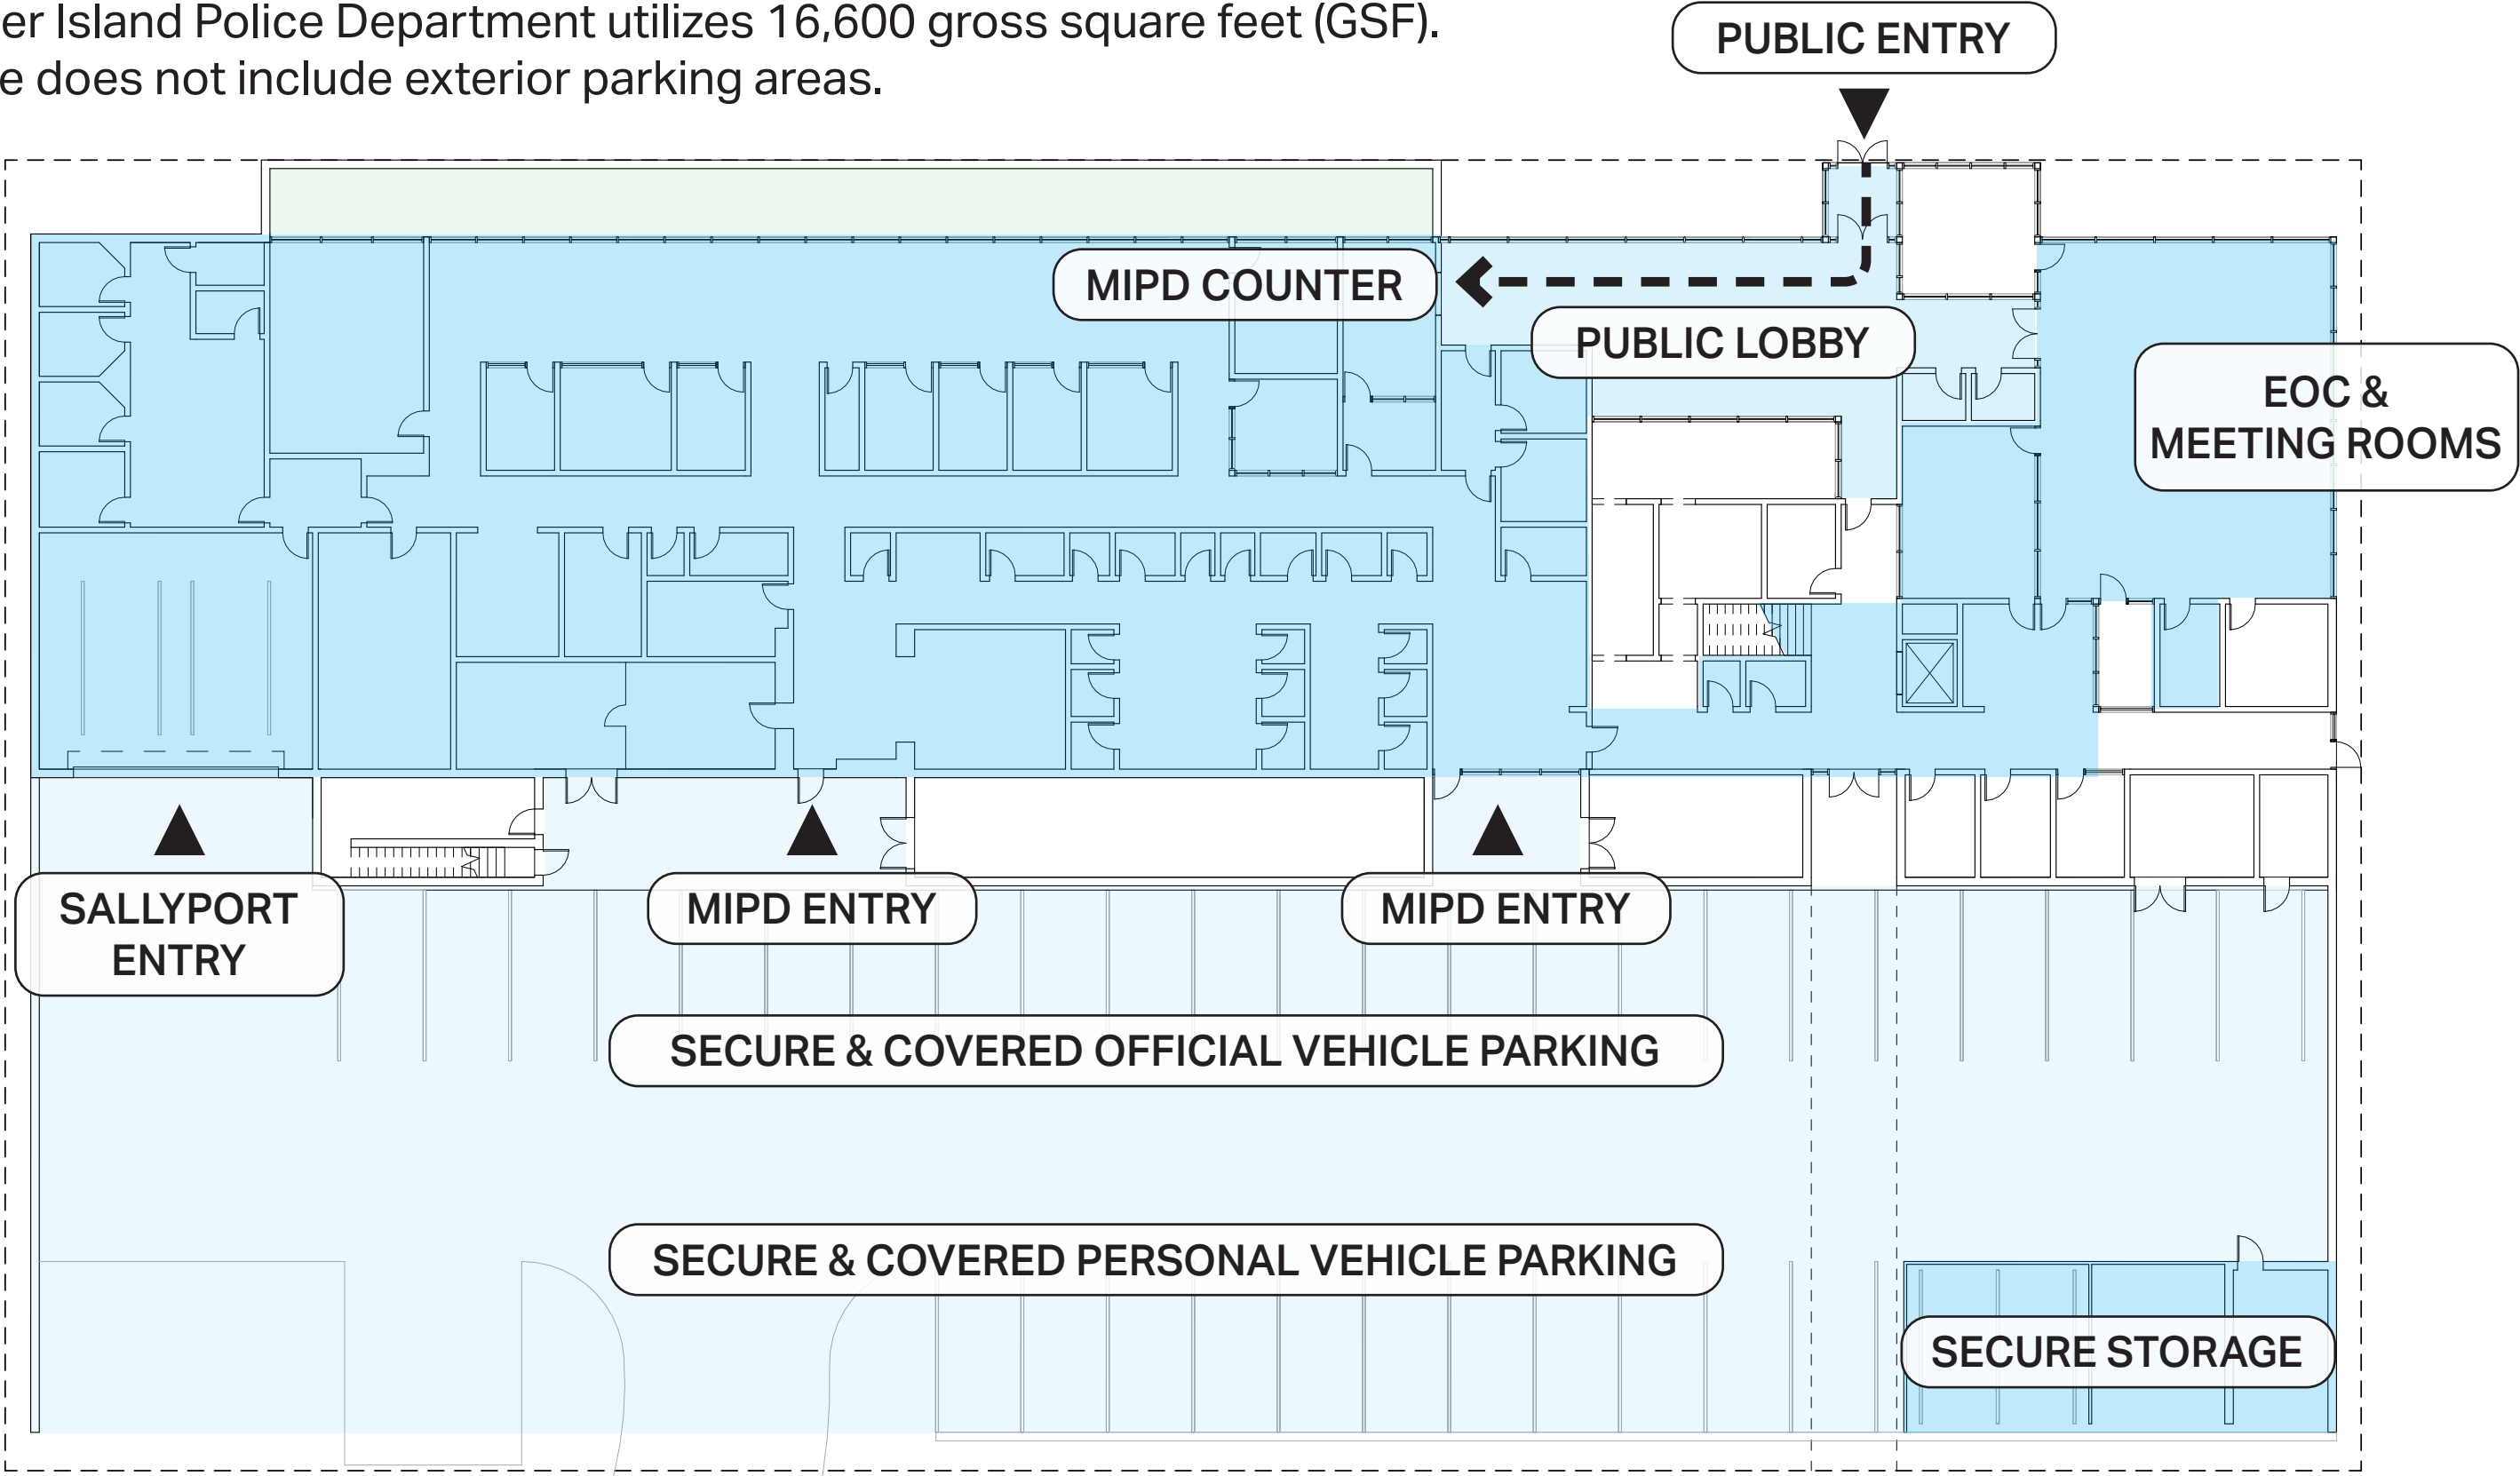 er Island Police Department utilizes 16,600 gross square feet (GSF).
e does not include exterior parking areas.
PUBLIC ENTRY
MIPD COUNTER
PUBLIC LOBBY
EOC &
MEETING ROOMS
SALLYPORT
ENTRY
MIPD ENTRY
MIPD ENTRY
SECURE & COVERED OFFICIAL VEHICLE PARKING
SECURE & COVERED PERSONAL VEHICLE PARKING
SECURE STORAGE